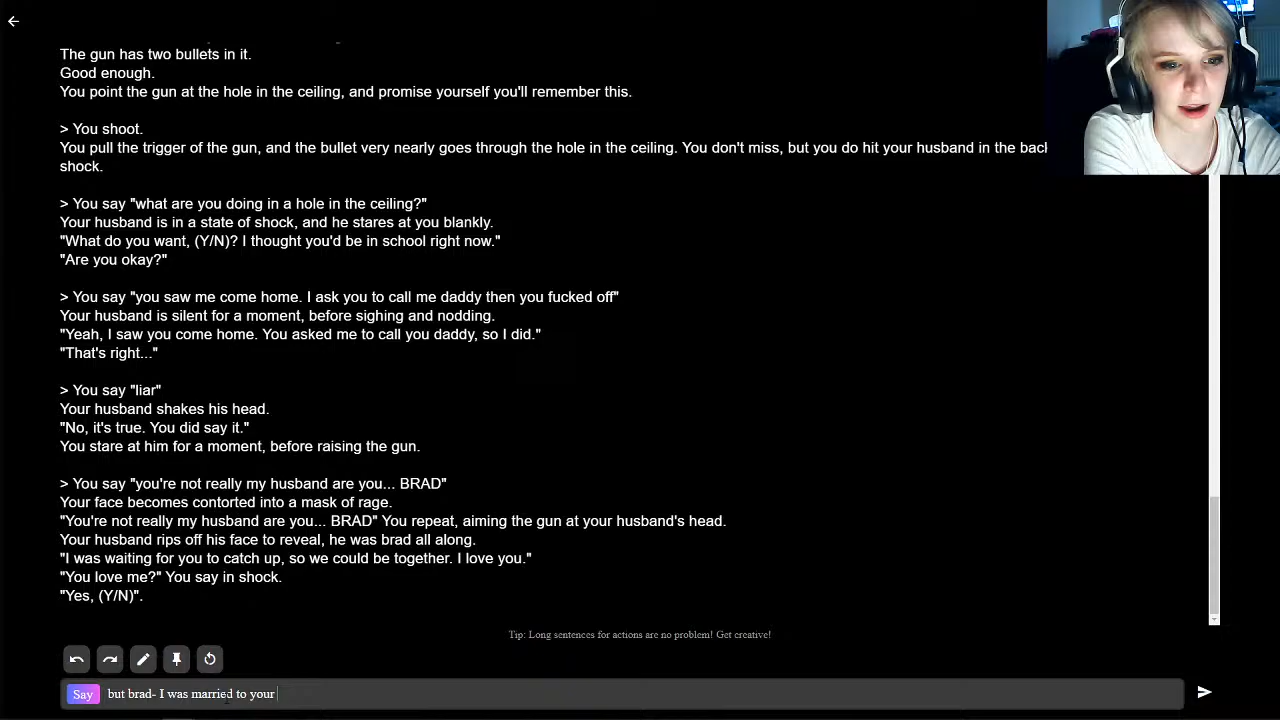 The gun has two bullets in it.
Good enough.
You point the gun at the hole in the ceiling, and promise yourself you'll remember this.
> You shoot.
You pull the trigger of the gun, and the bullet very nearly goes through the hole in the ceiling. You don't miss, but you do hit your husband in the back
shock.
> You say "what are you doing in a hole in the ceiling?"
Your husband is in a state of shock, and he stares at you blankly.
"What do you want, (Y/N)? I thought you'd be in school right now."
"Are you okay?"
> You say "you saw me come home. I ask you to call me daddy then you fucked off"
Your husband is silent for a moment, before sighing and nodding.
"Yeah, I saw you come home. You asked me to call you daddy, so I did."
"That's right..."
> You say "liar"
Your husband shakes his head.
"No, it's true. You did say it."
You stare at him for a moment, before raising the gun.
> You say "you're not really my husband are you... BRAD"
Your face becomes contorted into a mask of rage.
"You're not really my husband are you... BRAD" You repeat, aiming the gun at your husband's head.
Your husband rips off his face to reveal, he was brad all along.
"I was waiting for you to catch up, so we could be together. I love you."
"You love me?" You say in shock.
"Yes, (Y/N)".
Tip: Long sentences for actions are no problem! Get creative!
Say but brad- I was married to your